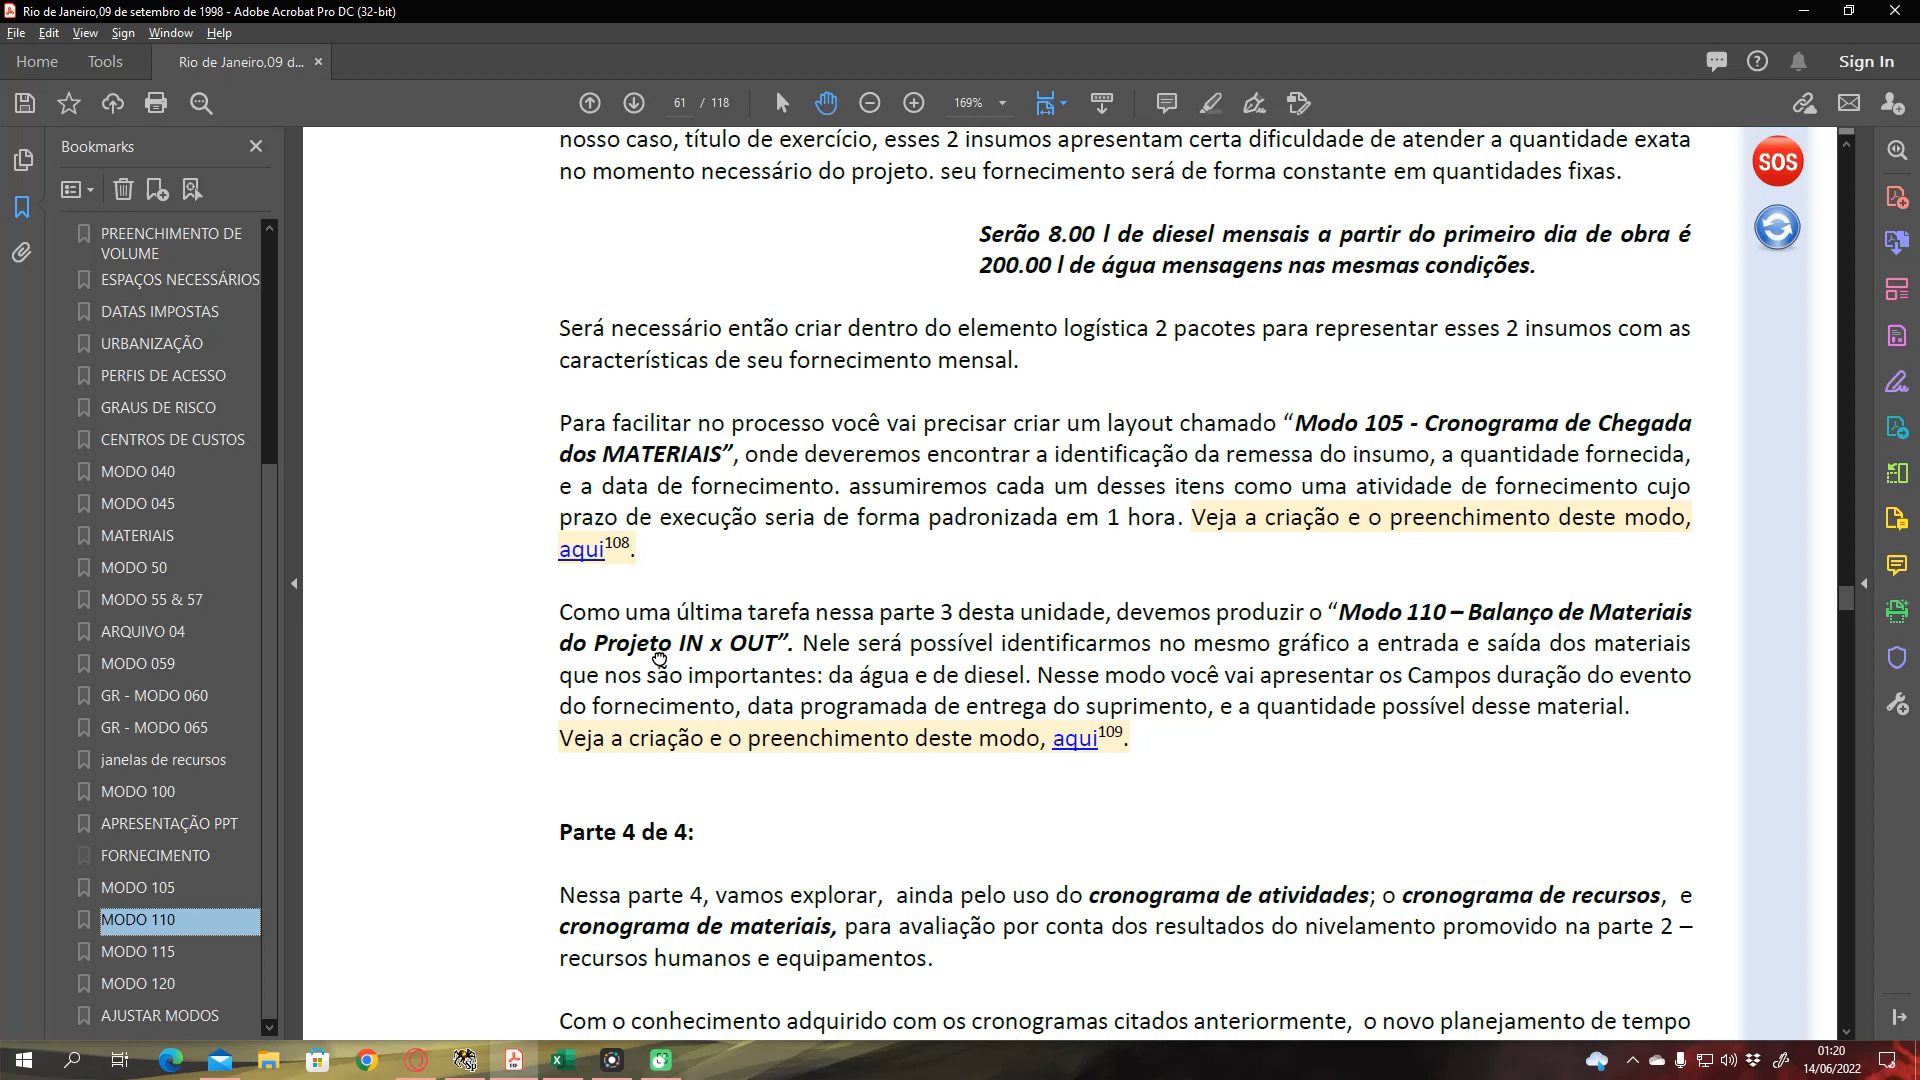 Rio de Janeiro,09 de setembro de 1998 - Adobe Acrobat Pro DC (32-bit)
File Edit View Sign Window Help
Home Tools Rio de Janeiro,09 d... Sign In
61 / 118 169%
Bookmarks
PREENCHIMENTO DE
VOLUME
ESPAÇOS NECESSÁRIOS
DATAS IMPOSTAS
URBANIZAÇÃO
PERFIS DE ACESSO
GRAUS DE RISCO
CENTROS DE CUSTOS
MODO 040
MODO 045
MATERIAIS
MODO 50
MODO 55 & 57
ARQUIVO 04
MODO 059
GR - MODO 060
GR - MODO 065
janelas de recursos
MODO 100
APRESENTAÇÃO PPT
FORNECIMENTO
MODO 105
MODO 110
MODO 115
MODO 120
AJUSTAR MODOS
nosso caso, título de exercício, esses 2 insumos apresentam certa dificuldade de atender a quantidade exata
no momento necessário do projeto. seu fornecimento será de forma constante em quantidades fixas.
Serão 8.00 l de diesel mensais a partir do primeiro dia de obra é
200.00 l de água mensagens nas mesmas condições.
Será necessário então criar dentro do elemento logística 2 pacotes para representar esses 2 insumos com as
características de seu fornecimento mensal.
Para facilitar no processo você vai precisar criar um layout chamado “Modo 105 - Cronograma de Chegada
dos MATERIAIS”, onde deveremos encontrar a identificação da remessa do insumo, a quantidade fornecida,
e a data de fornecimento. assumiremos cada um desses itens como uma atividade de fornecimento cujo
prazo de execução seria de forma padronizada em 1 hora. Veja a criação e o preenchimento deste modo,
aqui108.
Como uma última tarefa nessa parte 3 desta unidade, devemos produzir o “Modo 110 – Balanço de Materiais
do Projeto IN x OUT”. Nele será possível identificarmos no mesmo gráfico a entrada e saída dos materiais
que nos são importantes: da água e de diesel. Nesse modo você vai apresentar os Campos duração do evento
do fornecimento, data programada de entrega do suprimento, e a quantidade possível desse material.
Veja a criação e o preenchimento deste modo, aqui109.
Parte 4 de 4:
Nessa parte 4, vamos explorar, ainda pelo uso do cronograma de atividades; o cronograma de recursos, e
cronograma de materiais, para avaliação por conta dos resultados do nivelamento promovido na parte 2 –
recursos humanos e equipamentos.
Com o conhecimento adquirido com os cronogramas citados anteriormente, o novo planejamento de tempo
SOS
01:20
14/06/2022